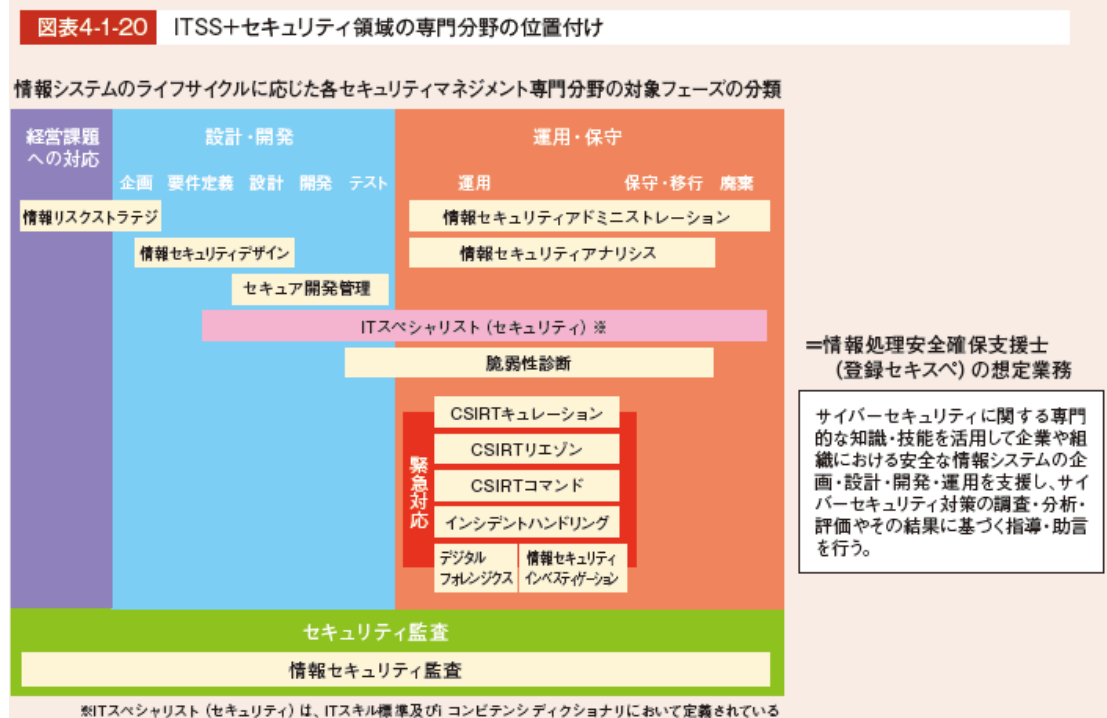 図表4-1-20 ITSS+セキュリティ領域の専門分野の位置付け
情報システムのライフサイクルに応じた各セキュリティマネジメント専門分野の対象フェーズの分類
経営課題
への対応
設計・開発
運用・保守
企画 要件定義 設計 開発 テスト
運用 保守・移行 廃棄
情報リスクストラテジ
情報セキュリティアドミニストレーション
情報セキュリティデザイン
情報セキュリティアナリシス
セキュア開発管理
ITスペシャリスト(セキュリティ)※
脆弱性診断
緊急対応
CSIRTキュレーション
CSIRTリエゾン
CSIRTコマンド
インシデントハンドリング
デジタル
フォレンジクス
情報セキュリティ
インベスティゲーション
セキュリティ監査
情報セキュリティ監査
=情報処理安全確保支援士
(登録セキスペ)の想定業務
サイバーセキュリティに関する専門
的な知識・技能を活用して企業や組
織における安全な情報システムの企
画・設計・開発・運用を支援し、サイ
バーセキュリティ対策の調査・分析・
評価やその結果に基づく指導・助言
を行う。
※ITスペシャリスト(セキュリティ)は、ITスキル標準及びi コンピテンシ ディクショナリにおいて定義されている